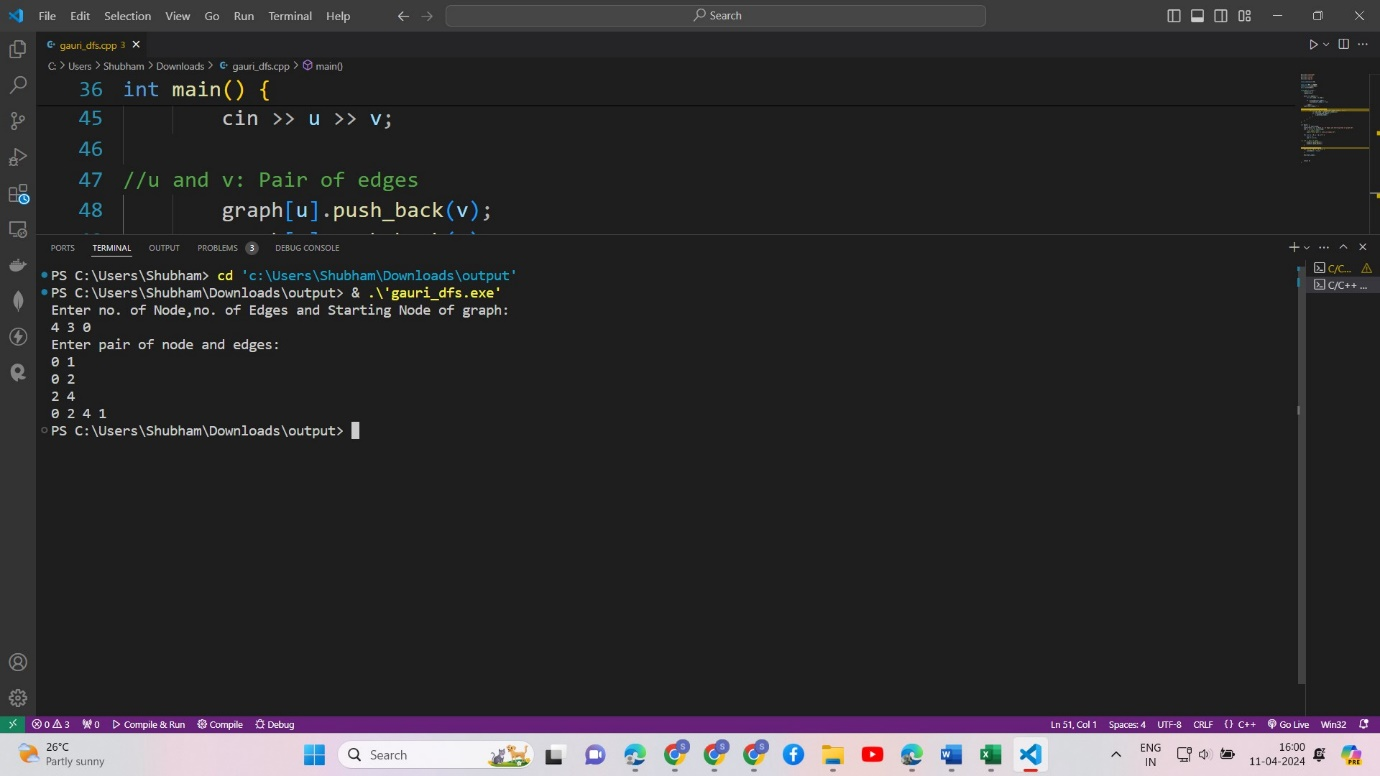 File Edit Selection View Go Run Terminal Help
Search
gauri_dfs.cpp 3
C: > Users > Shubham > Downloads > gauri_dfs.cpp > main()
36 int main() {
45 cin >> u >> v;
46
47 //u and v: Pair of edges
48 graph[u].push_back(v);
PORTS TERMINAL OUTPUT PROBLEMS 3 DEBUG CONSOLE
PS C:\Users\Shubham> cd 'c:\Users\Shubham\Downloads\output'
PS C:\Users\Shubham\Downloads\output> & .\'gauri_dfs.exe'
Enter no. of Node,no. of Edges and Starting Node of graph:
4 3 0
Enter pair of node and edges:
0 1
0 2
2 4
0 2 4 1
PS C:\Users\Shubham\Downloads\output>
C/C...
C/C++ ...
0 3 0 Compile & Run Compile Debug Ln 51, Col 1 Spaces: 4 UTF-8 CRLF {} C++ Go Live Win32
26°C
Partly sunny
Search
ENG
IN
16:00
11-04-2024
PRE